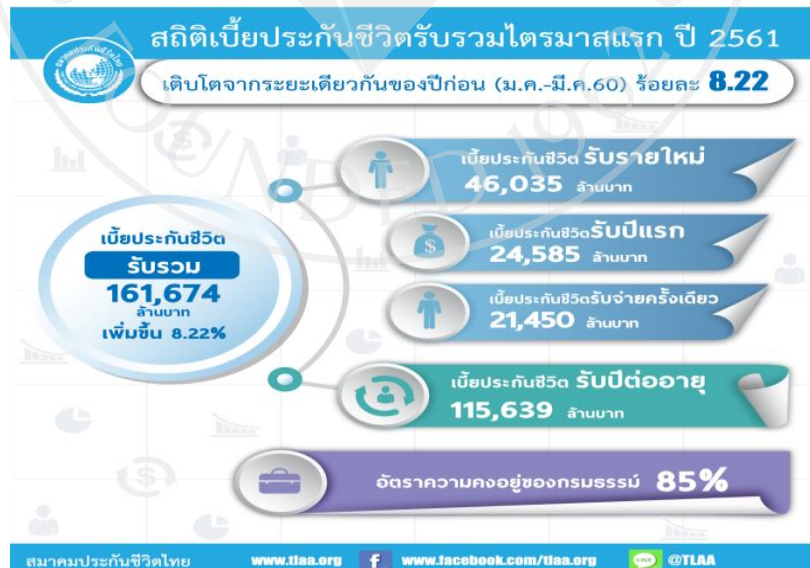 สถิติเบี้ยประกันชีวิตรับรวมไตรมาสแรก ปี 2561
เติบโตจากระยะเดียวกันของปีก่อน (ม.ค.-มี.ค.60) ร้อยละ 8.22
FOUNDED 1962
เบี้ยประกันชีวิต
รับรวม
161,674
ล้านบาท
เพิ่มขึ้น 8.22%
เบี้ยประกันชีวิต รับรายใหม่
46,035 ล้านบาท
เบี้ยประกันชีวิตรับปีแรก
24,585 ล้านบาท
เบี้ยประกันชีวิตรับจ่ายครั้งเดียว
21,450 ล้านบาท
เบี้ยประกันชีวิต รับปีต่ออายุ
115,639 ล้านบาท
อัตราความคงอยู่ของกรมธรรม์ 85%
สมาคมประกันชีวิตไทย www.tlaa.org f www.facebook.com/tlaa.org LINE @TLAA